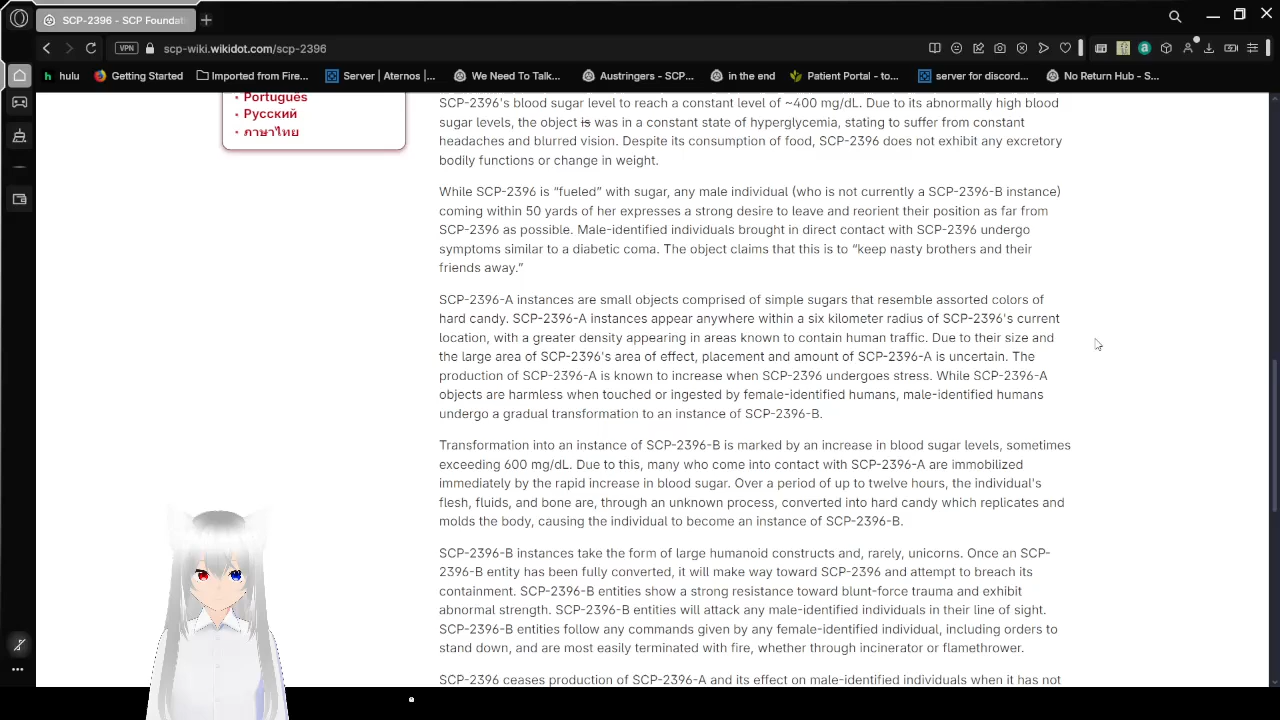 SCP-2396 - SCP Foundati
VPN
scp-wiki.wikidot.com/scp-2396
hulu
Getting Started
Imported from Fire...
Server | Aternos |...
We Need To Talk...
Austringers - SCP...
in the end
Patient Portal - to...
server for discord...
No Return Hub - S...
Português
Русский
ภาษาไทย
SCP-2396's blood sugar level to reach a constant level of ~400 mg/dL. Due to its abnormally high blood
sugar levels, the object is was in a constant state of hyperglycemia, stating to suffer from constant
headaches and blurred vision. Despite its consumption of food, SCP-2396 does not exhibit any excretory
bodily functions or change in weight.
While SCP-2396 is “fueled” with sugar, any male individual (who is not currently a SCP-2396-B instance)
coming within 50 yards of her expresses a strong desire to leave and reorient their position as far from
SCP-2396 as possible. Male-identified individuals brought in direct contact with SCP-2396 undergo
symptoms similar to a diabetic coma. The object claims that this is to “keep nasty brothers and their
friends away.”
SCP-2396-A instances are small objects comprised of simple sugars that resemble assorted colors of
hard candy. SCP-2396-A instances appear anywhere within a six kilometer radius of SCP-2396's current
location, with a greater density appearing in areas known to contain human traffic. Due to their size and
the large area of SCP-2396's area of effect, placement and amount of SCP-2396-A is uncertain. The
production of SCP-2396-A is known to increase when SCP-2396 undergoes stress. While SCP-2396-A
objects are harmless when touched or ingested by female-identified humans, male-identified humans
undergo a gradual transformation to an instance of SCP-2396-B.
Transformation into an instance of SCP-2396-B is marked by an increase in blood sugar levels, sometimes
exceeding 600 mg/dL. Due to this, many who come into contact with SCP-2396-A are immobilized
immediately by the rapid increase in blood sugar. Over a period of up to twelve hours, the individual's
flesh, fluids, and bone are, through an unknown process, converted into hard candy which replicates and
molds the body, causing the individual to become an instance of SCP-2396-B.
SCP-2396-B instances take the form of large humanoid constructs and, rarely, unicorns. Once an SCP-
2396-B entity has been fully converted, it will make way toward SCP-2396 and attempt to breach its
containment. SCP-2396-B entities show a strong resistance toward blunt-force trauma and exhibit
abnormal strength. SCP-2396-B entities will attack any male-identified individuals in their line of sight.
SCP-2396-B entities follow any commands given by any female-identified individual, including orders to
stand down, and are most easily terminated with fire, whether through incinerator or flamethrower.
SCP-2396 ceases production of SCP-2396-A and its effect on male-identified individuals when it has not